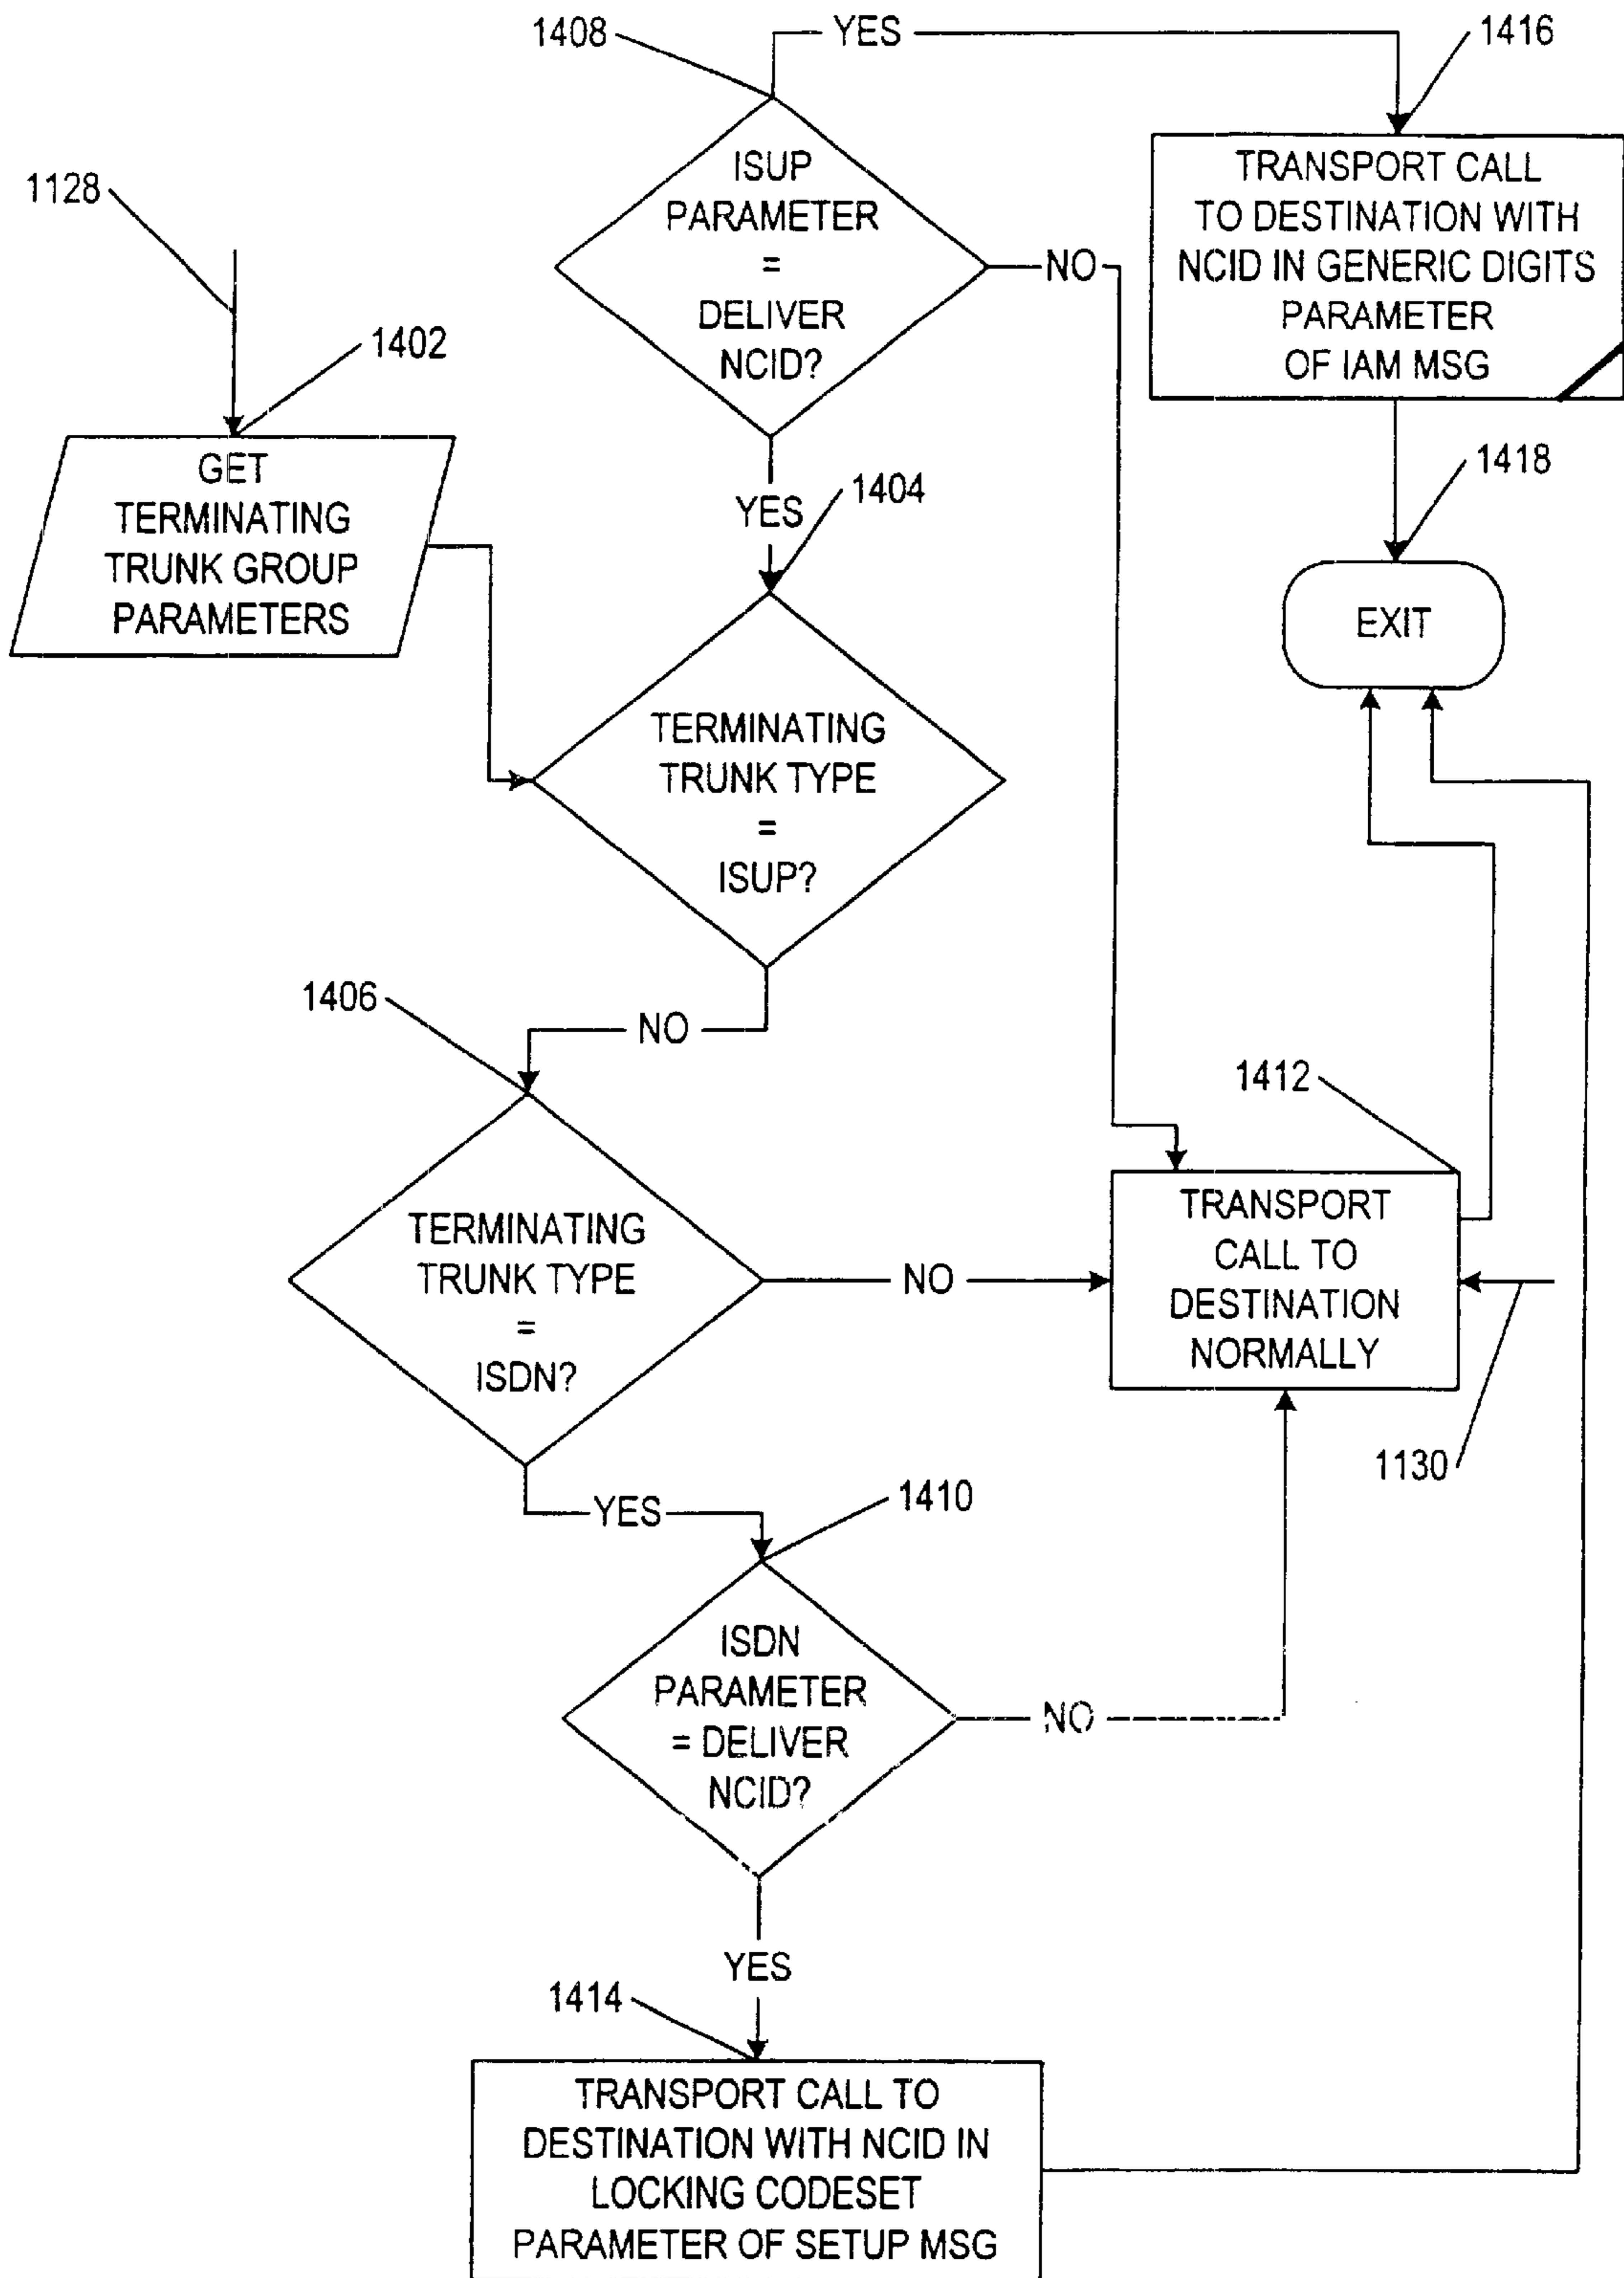 1408
YES
1416
ISUP
PARAMETER
=
DELIVER
NCID?
NO
TRANSPORT CALL
TO DESTINATION WITH
NCID IN GENERIC DIGITS
PARAMETER
OF IAM MSG
1128
1402
GET
TERMINATING
TRUNK GROUP
PARAMETERS
YES
1404
1418
EXIT
TERMINATING
TRUNK TYPE
=
ISUP?
1406
NO
1412
TERMINATING
TRUNK TYPE
=
ISDN?
NO
TRANSPORT
CALL TO
DESTINATION
NORMALLY
1130
YES
1410
ISDN
PARAMETER
= DELIVER
NCID?
NO
YES
1414
TRANSPORT CALL TO
DESTINATION WITH NCID IN
LOCKING CODESET
PARAMETER OF SETUP MSG